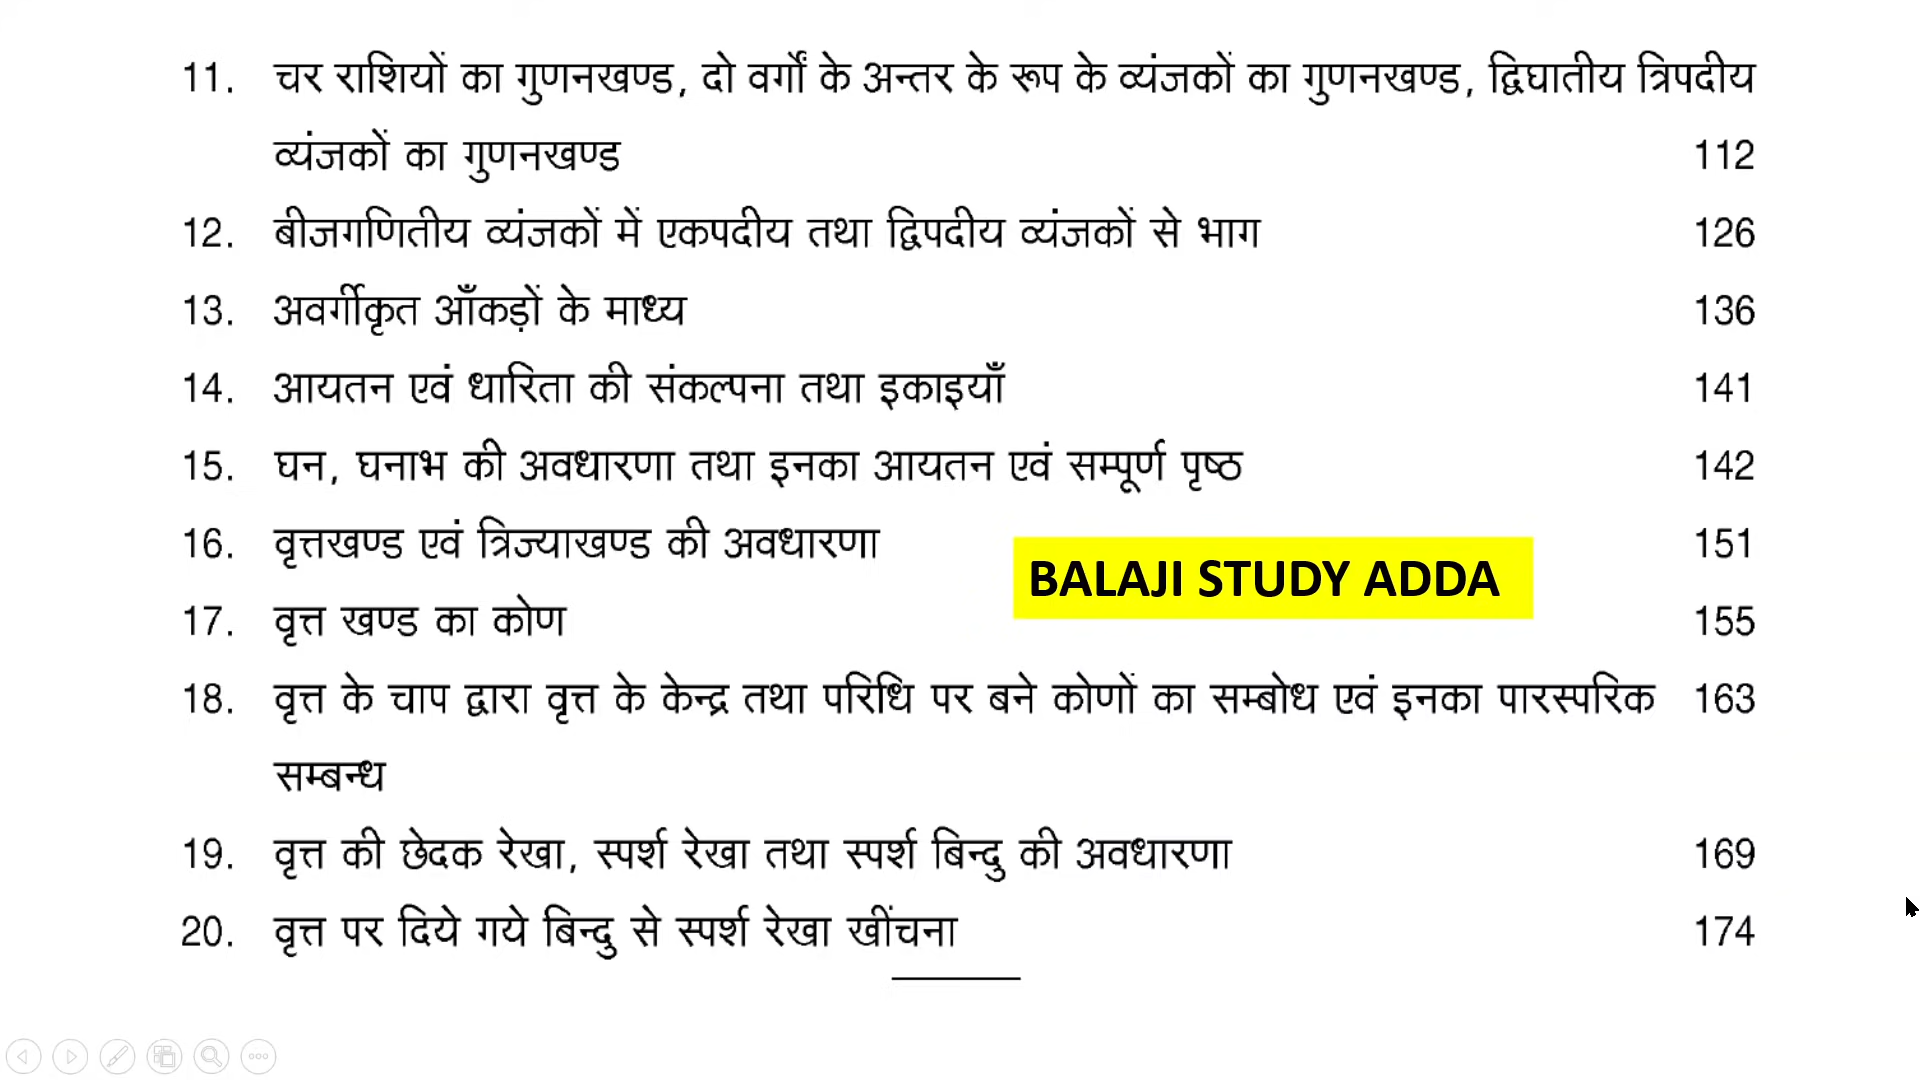 11. चर राशियों का गुणनखण्ड, दो वर्गों के अन्तर के रूप के व्यंजकों का गुणनखण्ड, द्विघातीय त्रिपदीय
व्यंजकों का गुणनखण्ड 112
12. बीजगणितीय व्यंजकों में एकपदीय तथा द्विपदीय व्यंजकों से भाग 126
13. अवर्गीकृत आँकड़ों के माध्य 136
14. आयतन एवं धारिता की संकल्पना तथा इकाइयाँ 141
15. घन, घनाभ की अवधारणा तथा इनका आयतन एवं सम्पूर्ण पृष्ठ 142
16. वृत्तखण्ड एवं त्रिज्याखण्ड की अवधारणा 151
BALAJI STUDY ADDA
17. वृत्त खण्ड का कोण 155
18. वृत्त के चाप द्वारा वृत्त के केन्द्र तथा परिधि पर बने कोणों का सम्बोध एवं इनका पारस्परिक 163
सम्बन्ध
19. वृत्त की छेदक रेखा, स्पर्श रेखा तथा स्पर्श बिन्दु की अवधारणा 169
20. वृत्त पर दिये गये बिन्दु से स्पर्श रेखा खींचना 174